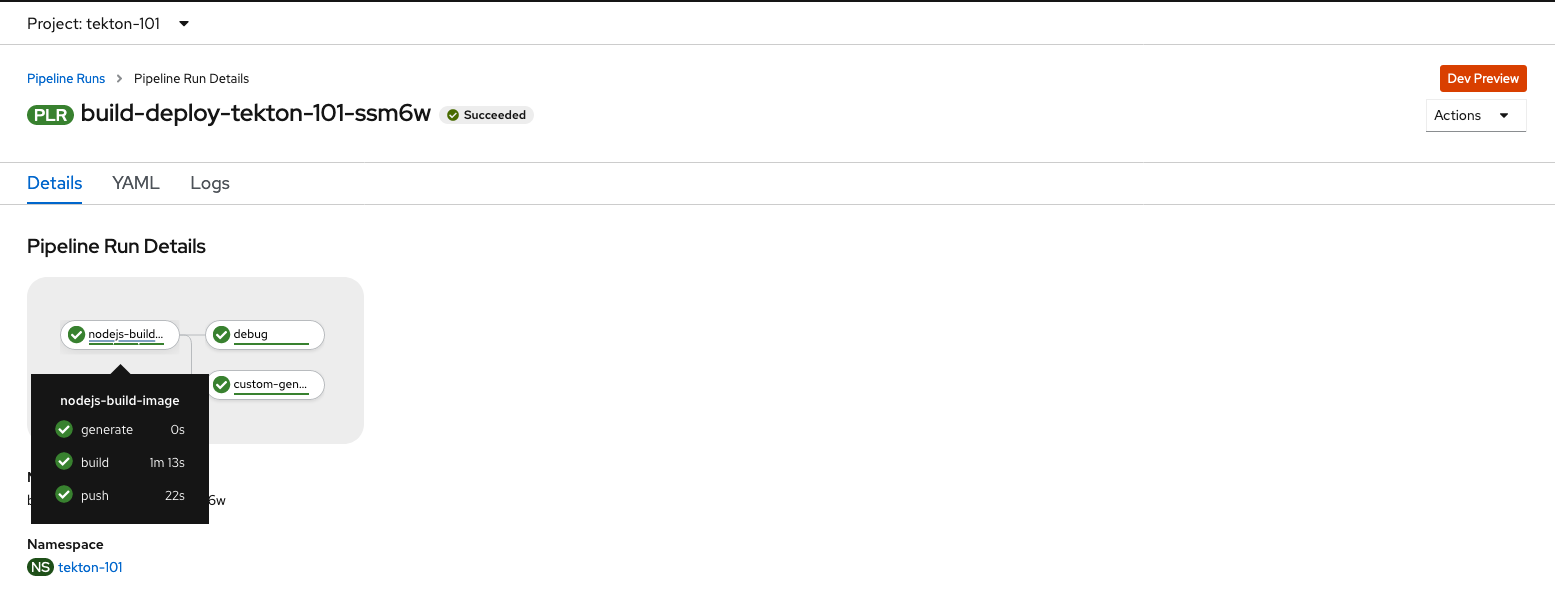 Project: tekton-101
Pipeline Runs > Pipeline Run Details
Dev Preview
PLR build-deploy-tekton-101-ssm6w Succeeded
Actions
Details YAML Logs
Pipeline Run Details
nodejs-build... debug
custom-gen...
nodejs-build-image
generate 0s
build 1m 13s
push 22s
6w
Namespace
NS tekton-101